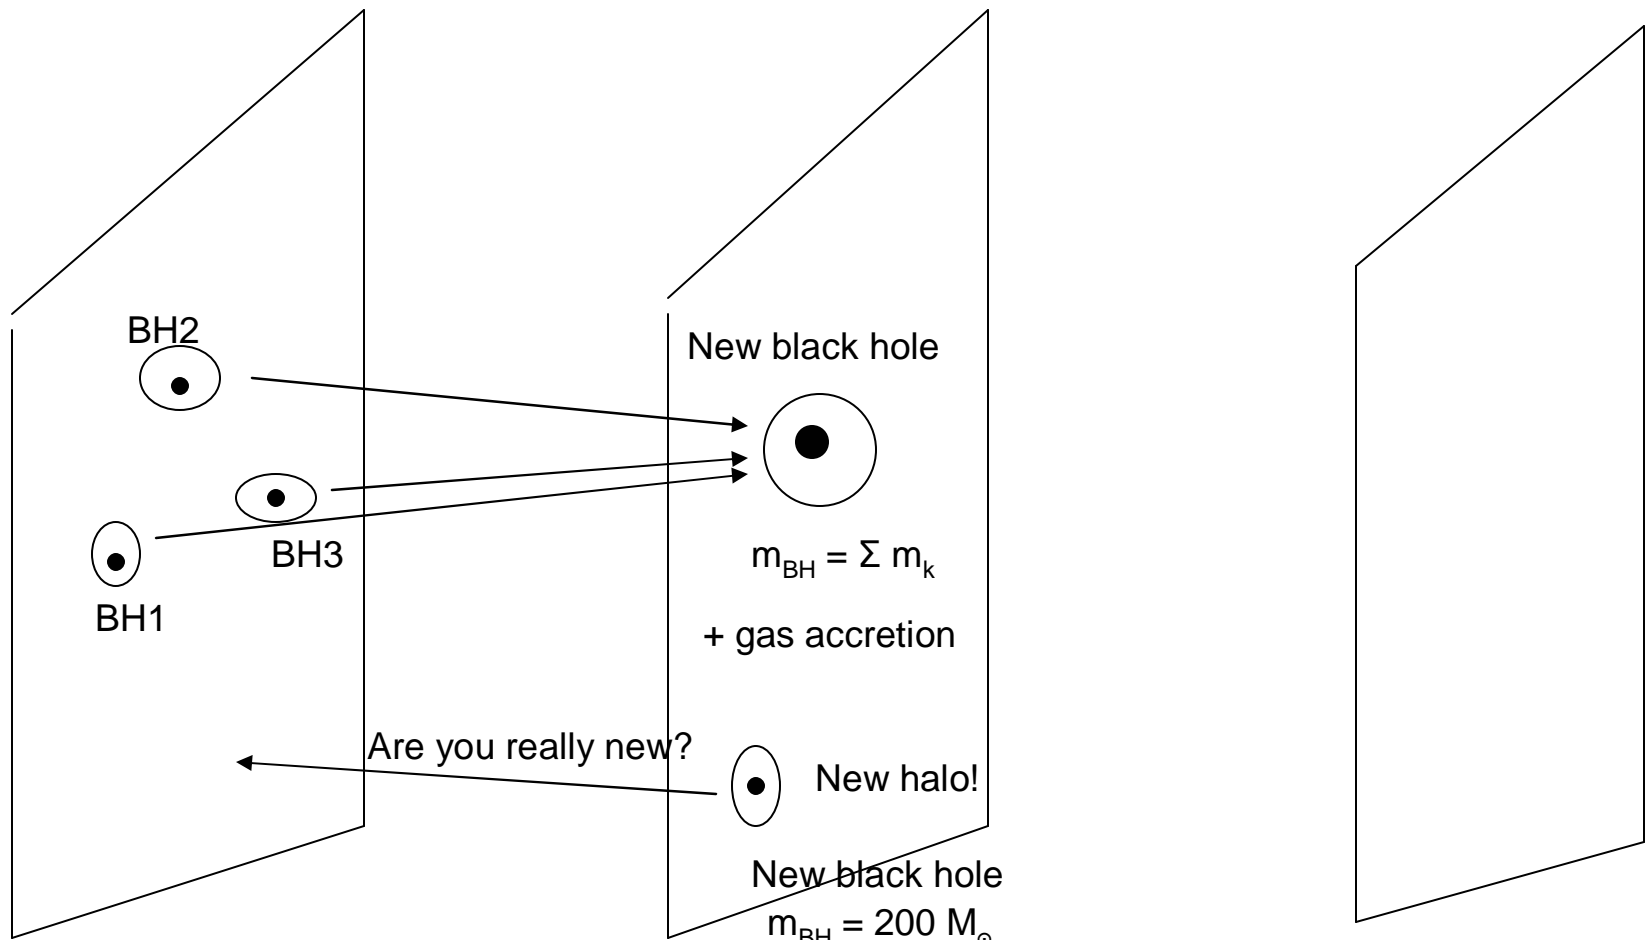 BH2
BH3
BH1
New black hole
m_BH = Σ m_k
+ gas accretion
Are you really new?
New halo!
New black hole
m_BH = 200 M_⊙